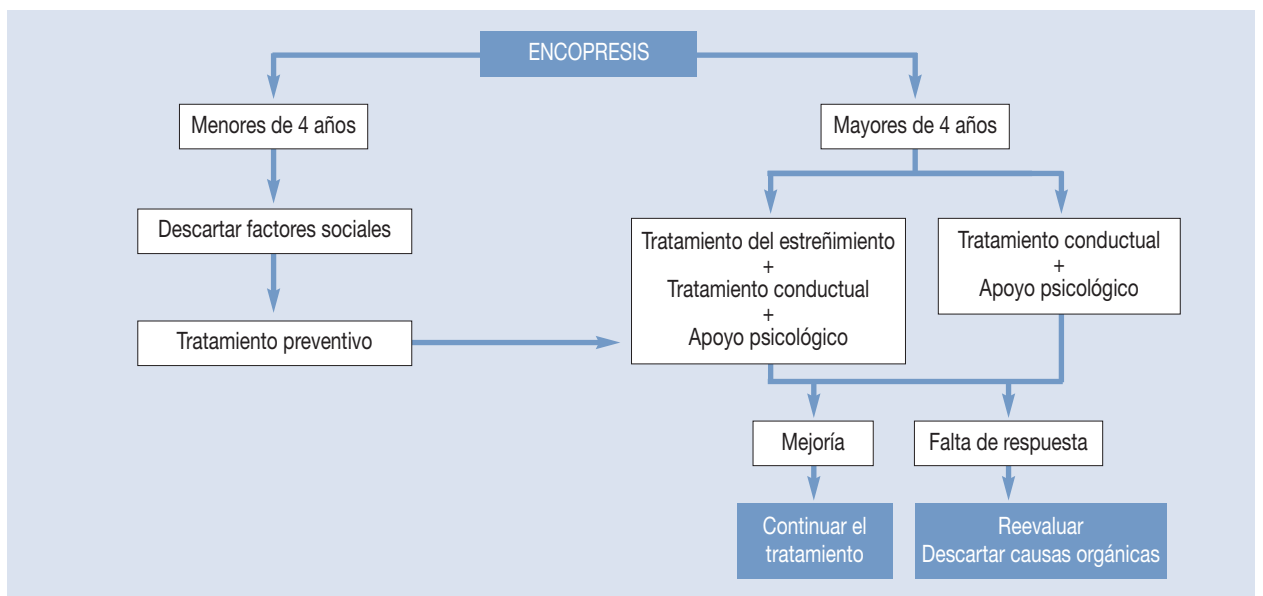 ENCOPRESIS
Menores de 4 años
Mayores de 4 años
Descartar factores sociales
Tratamiento preventivo
Tratamiento del estreñimiento
+
Tratamiento conductual
+
Apoyo psicológico
Tratamiento conductual
+
Apoyo psicológico
Mejoría
Falta de respuesta
Continuar el
tratamiento
Reevaluar
Descartar causas orgánicas